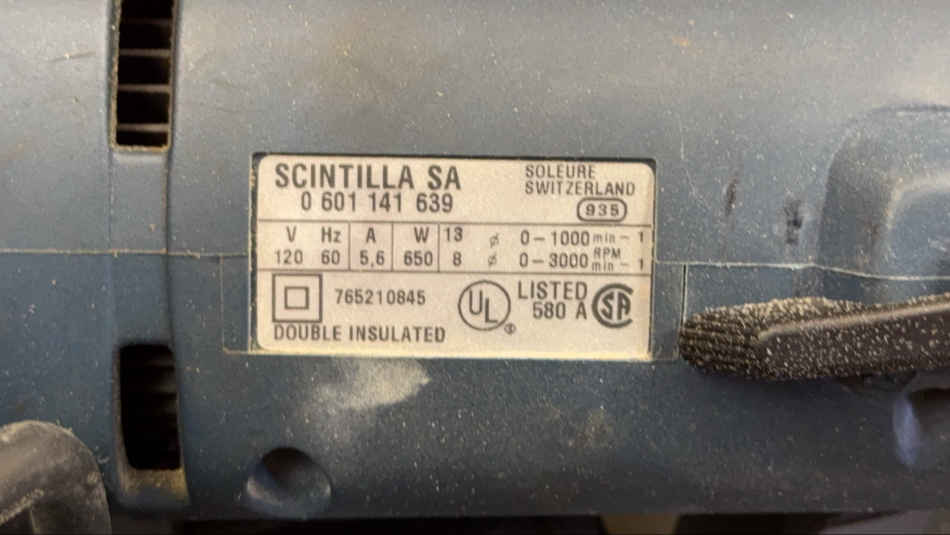 SCINTILLA SA
0 601 141 639
SOLEURE
SWITZERLAND
935
V Hz A W 13 ø 0-1000 min-1
120 60 5,6 650 8 ø 0-3000 RPM min-1
765210845
UL ®
LISTED
580 A
SA
DOUBLE INSULATED